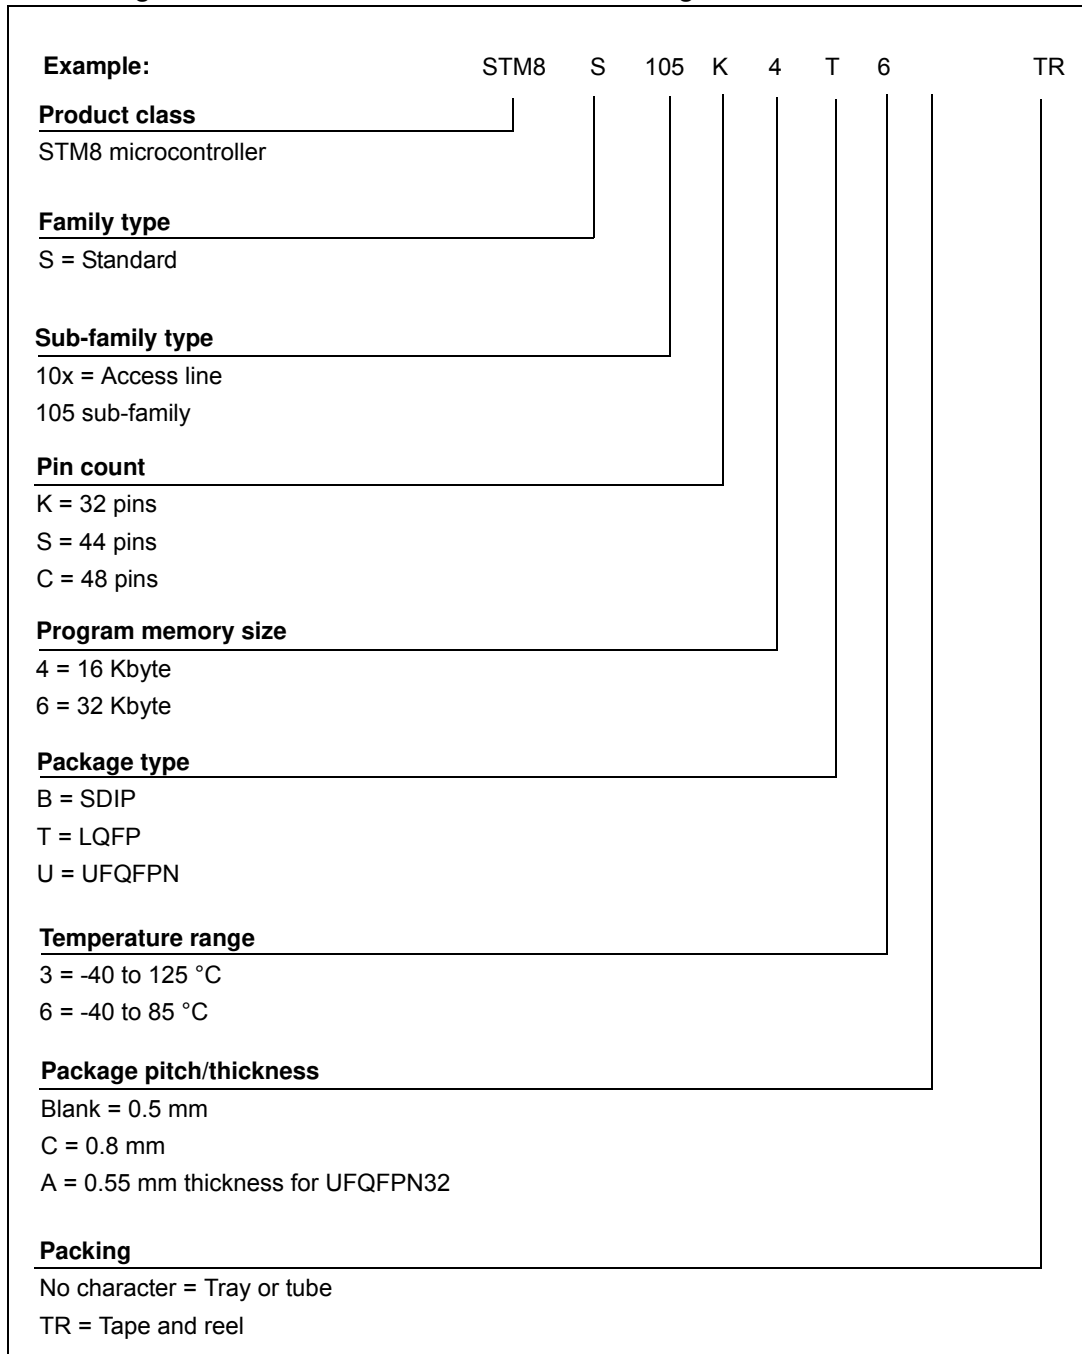 Example: STM8 S 105 K 4 T 6 TR
Product class
STM8 microcontroller
Family type
S = Standard
Sub-family type
10x = Access line
105 sub-family
Pin count
K = 32 pins
S = 44 pins
C = 48 pins
Program memory size
4 = 16 Kbyte
6 = 32 Kbyte
Package type
B = SDIP
T = LQFP
U = UFQFPN
Temperature range
3 = -40 to 125 °C
6 = -40 to 85 °C
Package pitch/thickness
Blank = 0.5 mm
C = 0.8 mm
A = 0.55 mm thickness for UFQFPN32
Packing
No character = Tray or tube
TR = Tape and reel